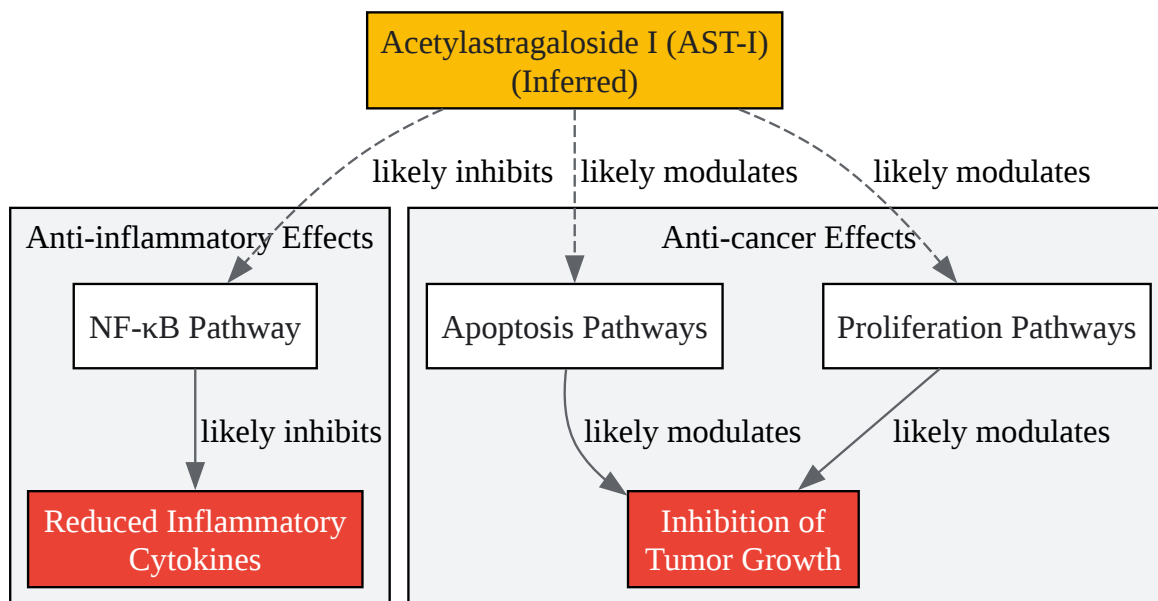 Acetylastragaloside I (AST-I)
(Inferred)
likely inhibits
likely modulates
likely modulates
Anti-inflammatory Effects
Anti-cancer Effects
NF-κB Pathway
Apoptosis Pathways
Proliferation Pathways
likely inhibits
likely modulates
likely modulates
Reduced Inflammatory
Cytokines
Inhibition of
Tumor Growth